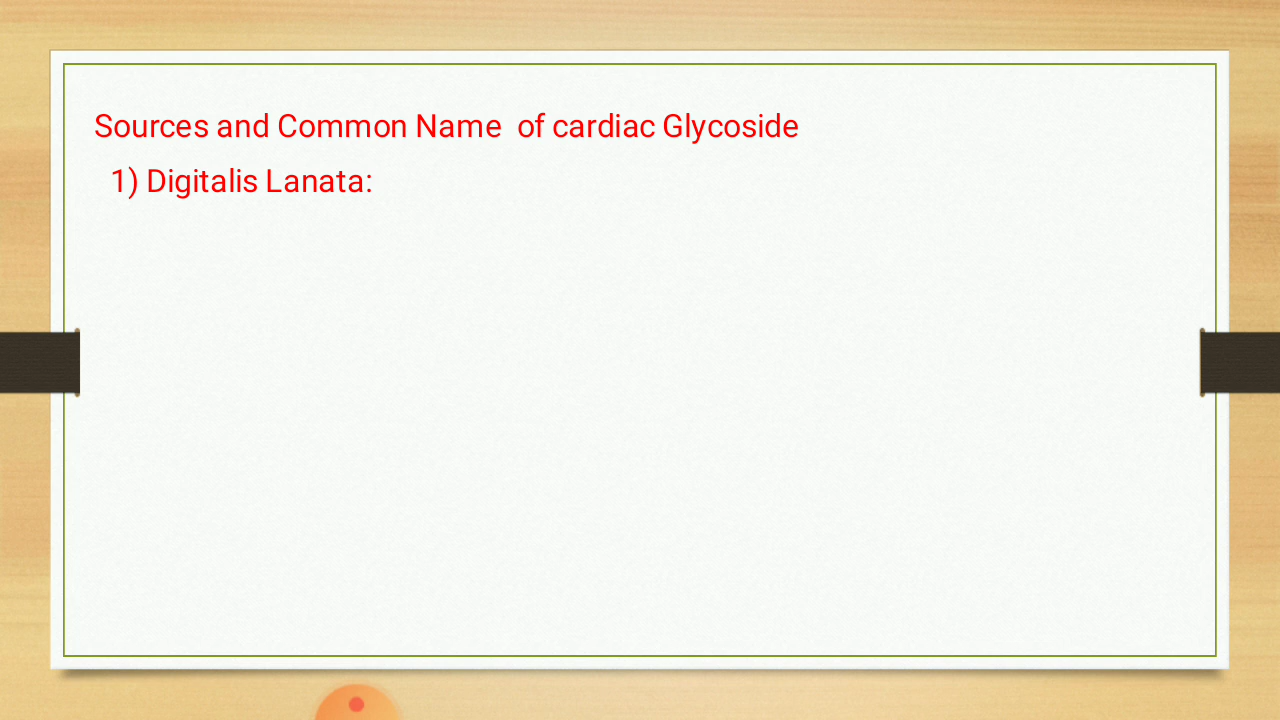 Sources and Common Name  of cardiac Glycoside
1) Digitalis Lanata: